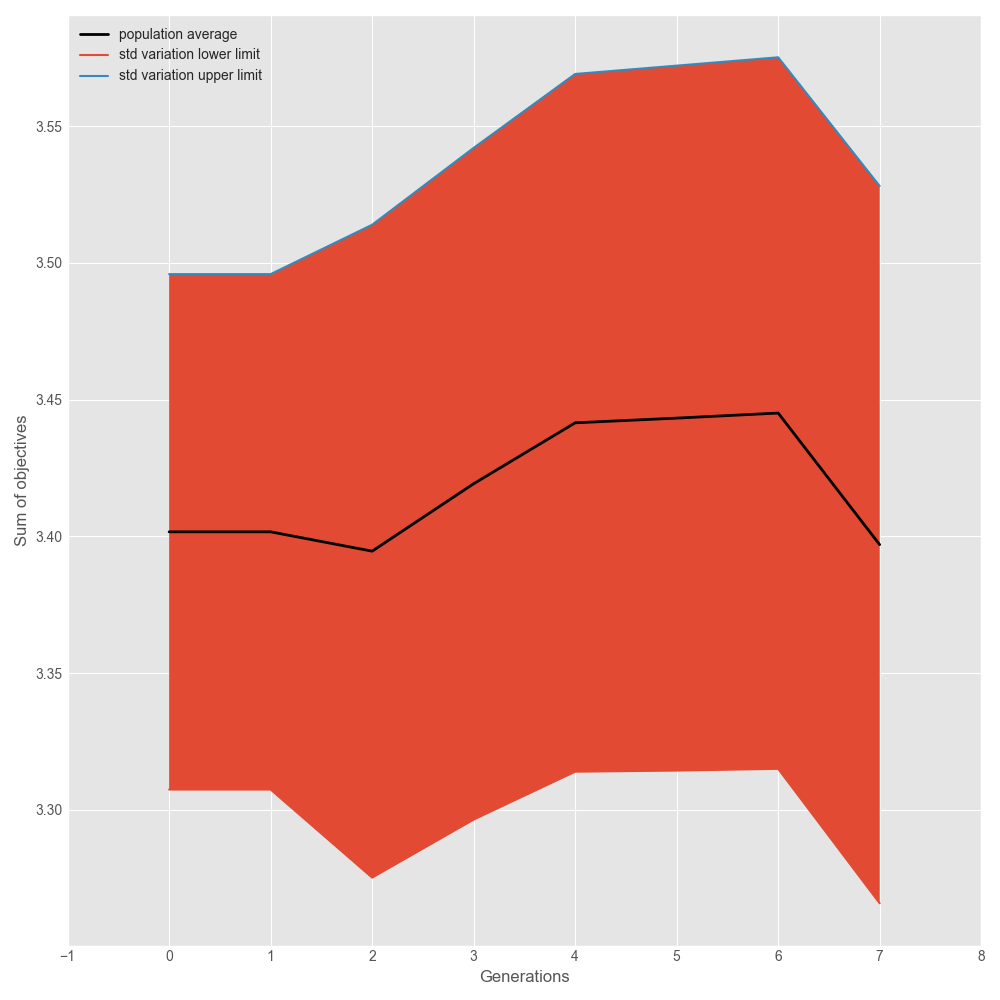 population average
std variation lower limit
std variation upper limit
3.55
3.50
3.45
3.40
3.35
3.30
Sum of objectives
−1 0 1 2 3 4 5 6 7 8
Generations